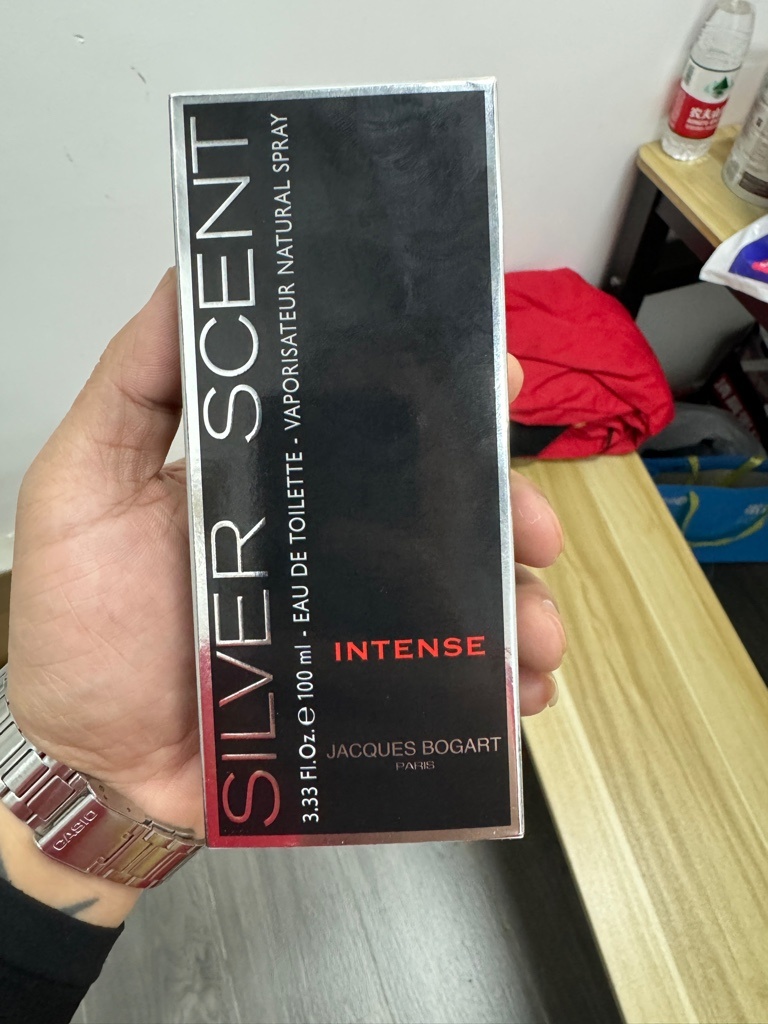 SILVER SCENT
3.33 Fl.Oz. ℮ 100 ml - EAU DE TOILETTE - VAPORISATEUR NATURAL SPRAY
INTENSE
JACQUES BOGART
PARIS
CASIO